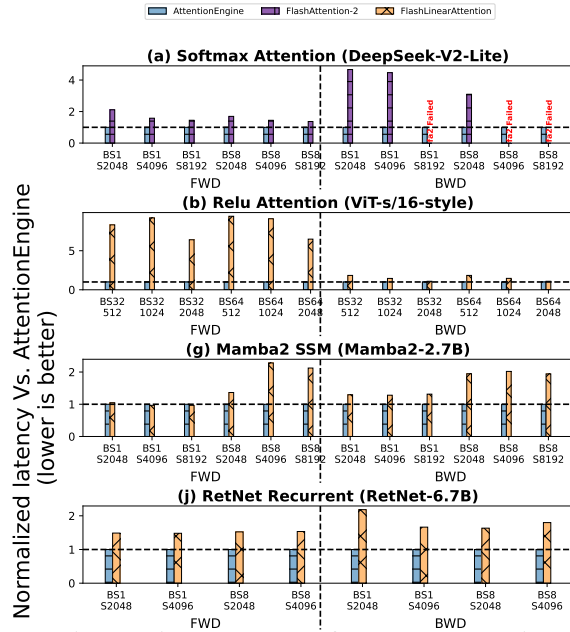 AttentionEngine FlashAttention-2 FlashLinearAttention
Normalized latency Vs. AttentionEngine
(lower is better)
(a) Softmax Attention (DeepSeek-V2-Lite)
4
2
0
fa2 Failed fa2 Failed fa2 Failed
BS1 BS1 BS1 BS8 BS8 BS8 BS1 BS1 BS1 BS8 BS8 BS8
S2048 S4096 S8192 S2048 S4096 S8192 S2048 S4096 S8192 S2048 S4096 S8192
FWD BWD
(b) Relu Attention (ViT-s/16-style)
5
0
BS32 BS32 BS32 BS64 BS64 BS64 BS32 BS32 BS32 BS64 BS64 BS64
512 1024 2048 512 1024 2048 512 1024 2048 512 1024 2048
FWD BWD
(g) Mamba2 SSM (Mamba2-2.7B)
2
1
0
BS1 BS1 BS1 BS8 BS8 BS8 BS1 BS1 BS1 BS8 BS8 BS8
S2048 S4096 S8192 S2048 S4096 S8192 S2048 S4096 S8192 S2048 S4096 S8192
FWD BWD
(j) RetNet Recurrent (RetNet-6.7B)
2
1
0
BS1 BS1 BS8 BS8 BS1 BS1 BS8 BS8
S2048 S4096 S2048 S4096 S2048 S4096 S2048 S4096
FWD BWD